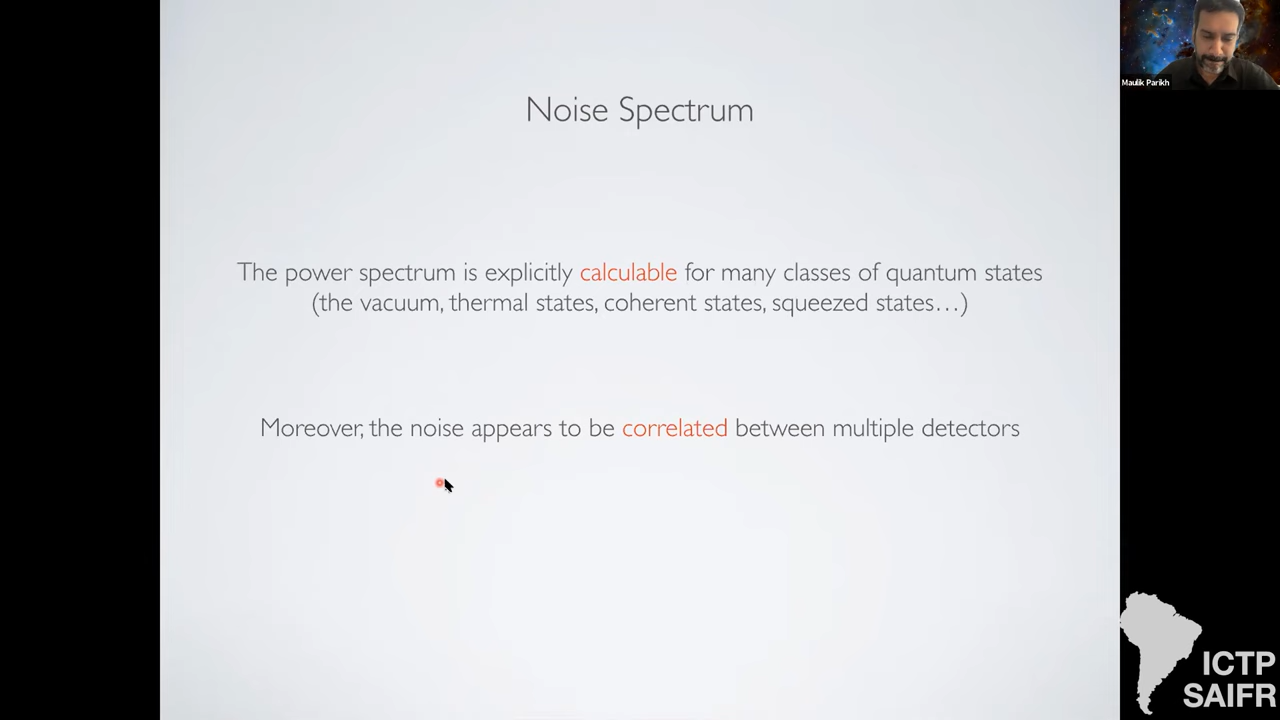 Noise Spectrum
The power spectrum is explicitly calculable for many classes of quantum states
(the vacuum, thermal states, coherent states, squeezed states…)
Moreover, the noise appears to be correlated between multiple detectors
Maulik Parikh
ICTP
SAIFR